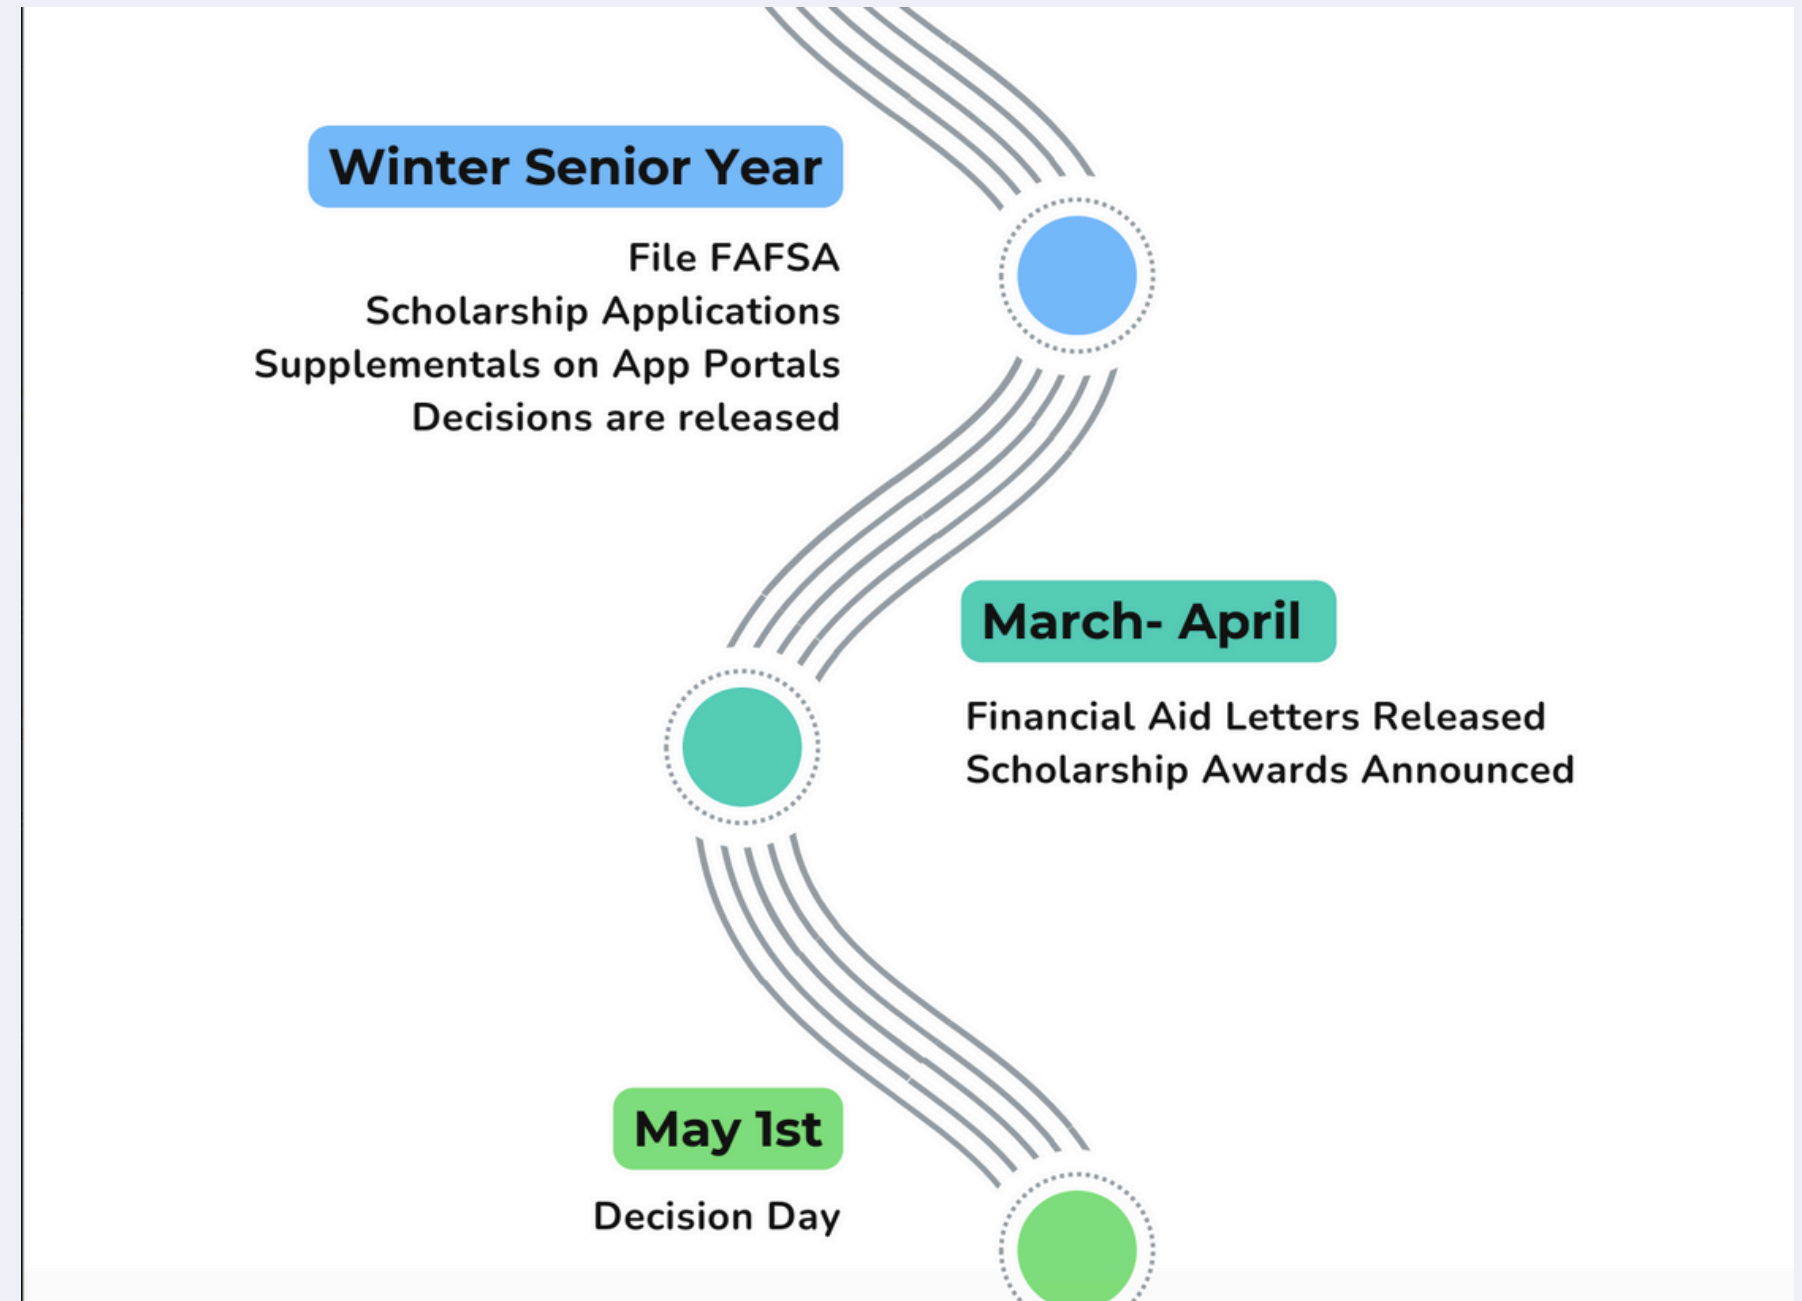 Winter Senior Year
File FAFSA
Scholarship Applications
Supplementals on App Portals
Decisions are released
March- April
Financial Aid Letters Released
Scholarship Awards Announced
May 1st
Decision Day